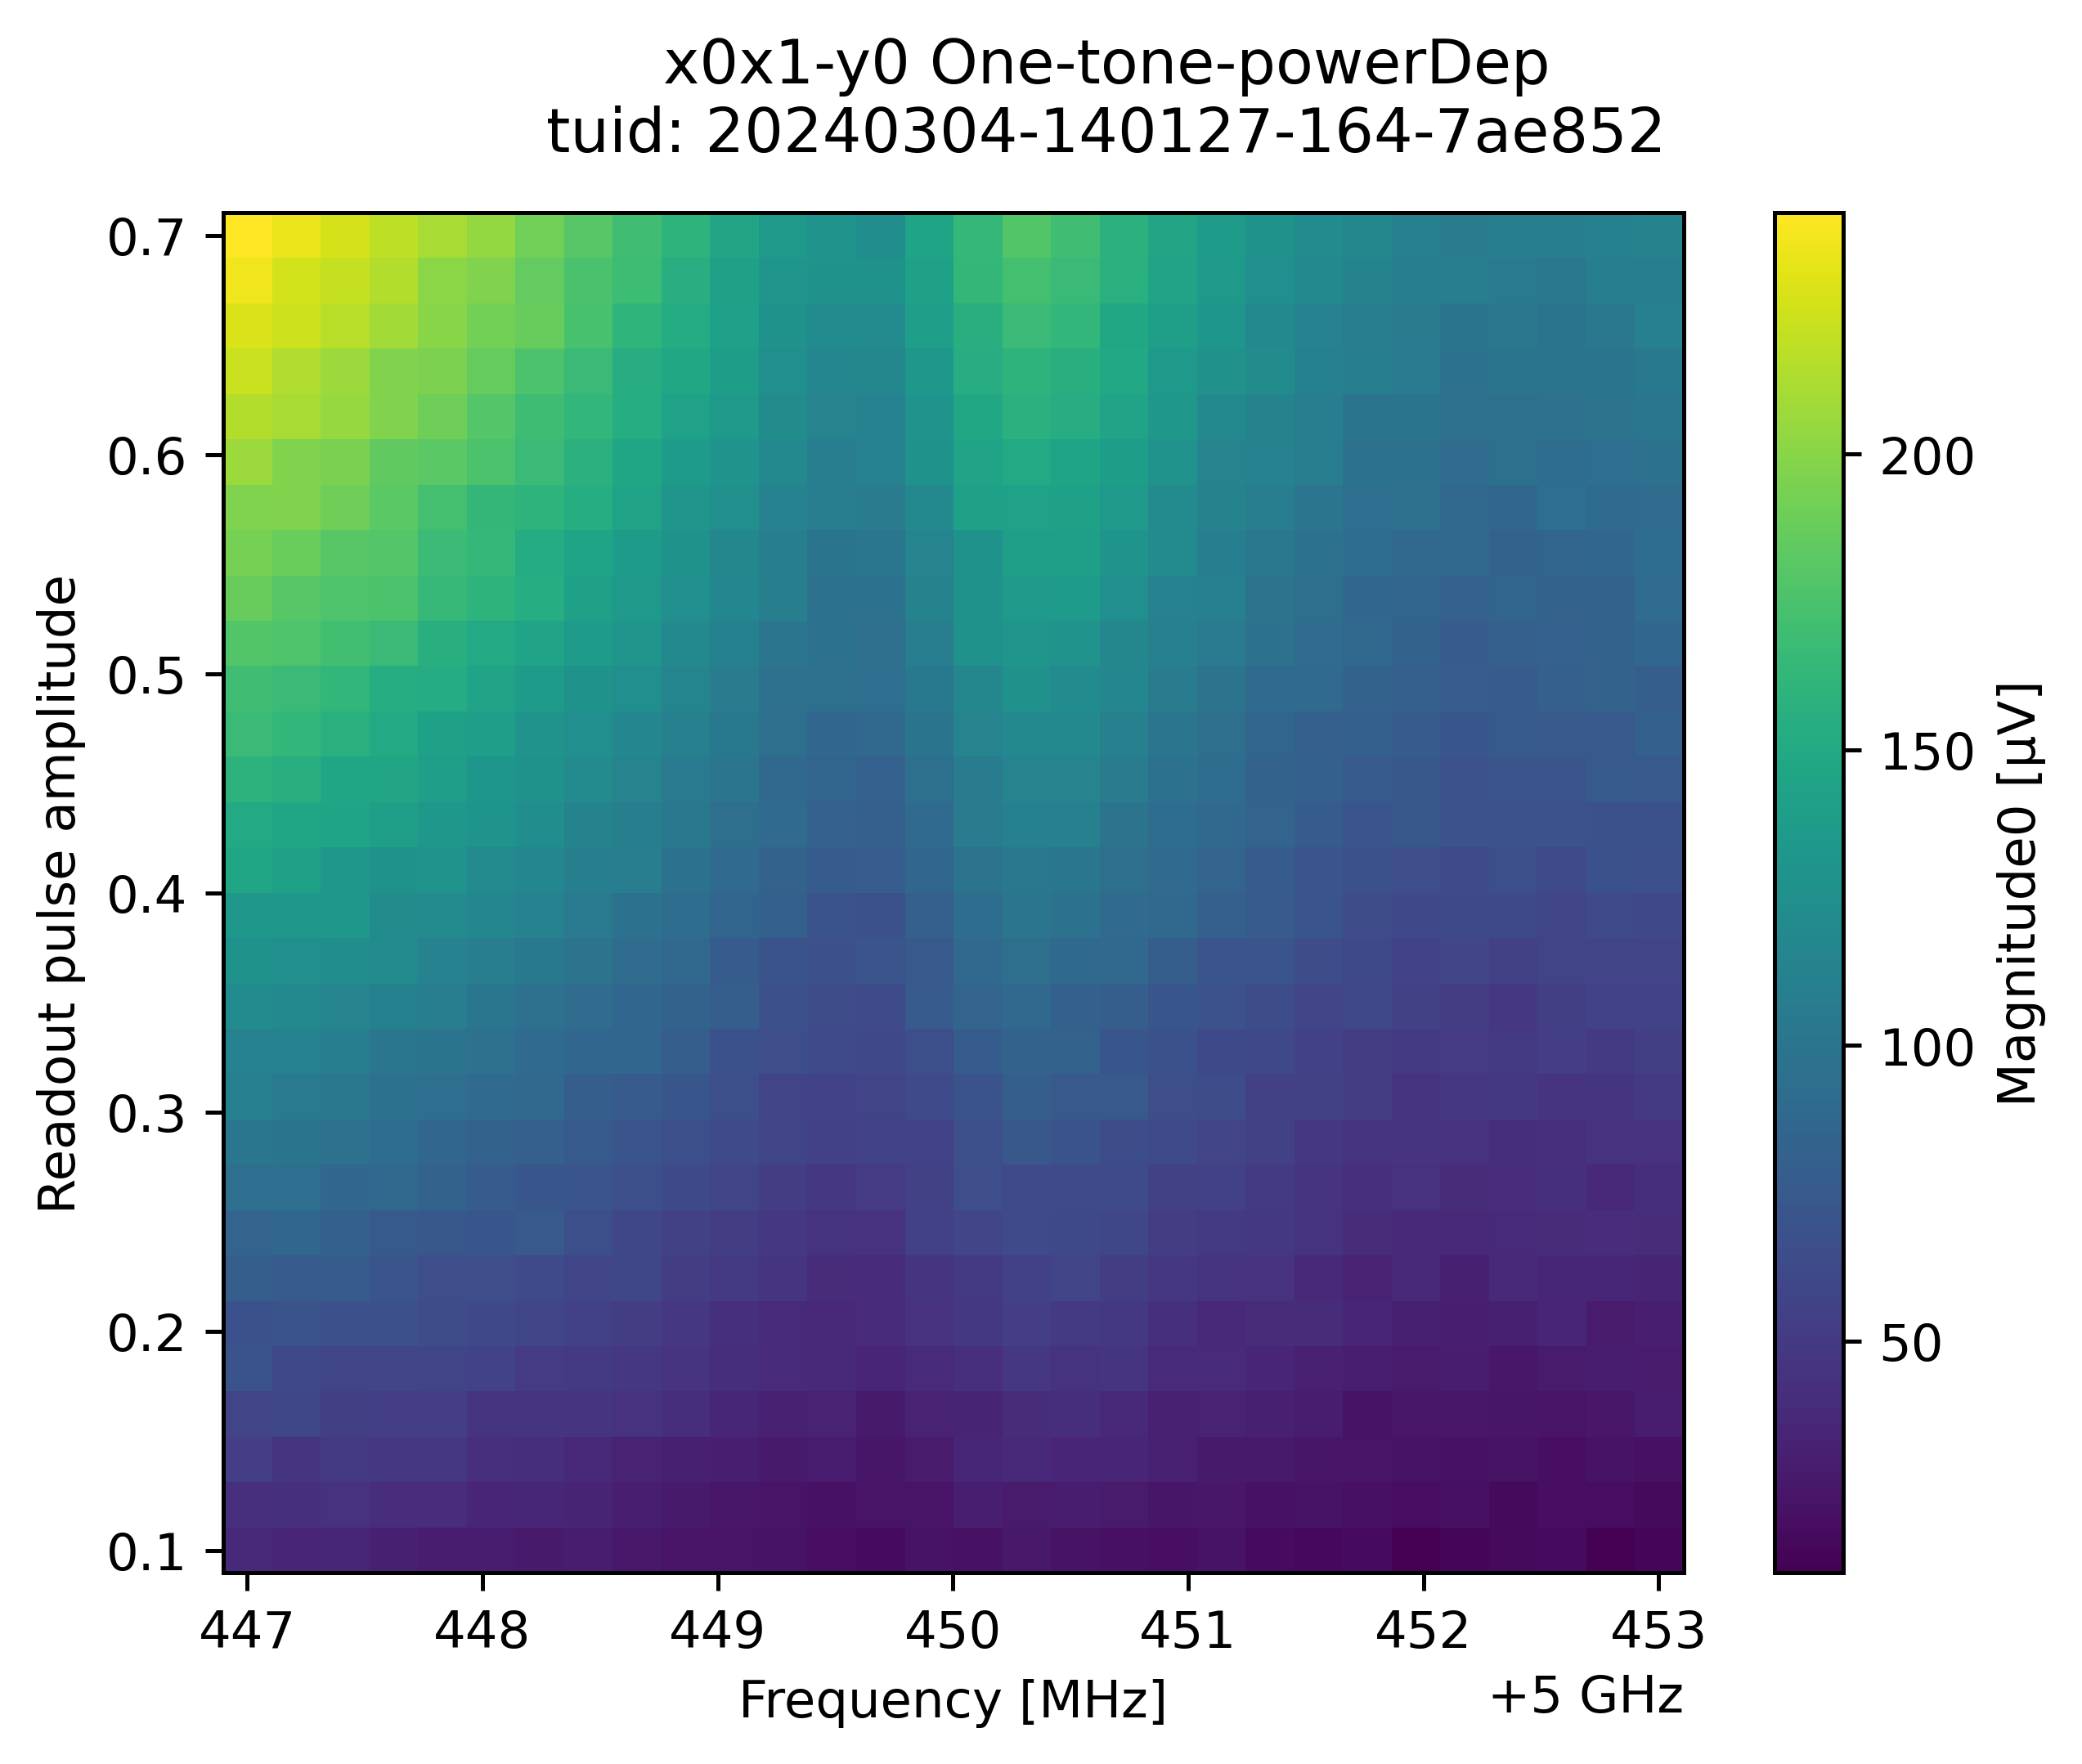 x0x1-y0 One-tone-powerDep
tuid: 20240304-140127-164-7ae852
Readout pulse amplitude
0.7
0.6
0.5
0.4
0.3
0.2
0.1
447 448 449 450 451 452 453
Frequency [MHz]
+5 GHz
200
150
100
50
Magnitude0 [µV]